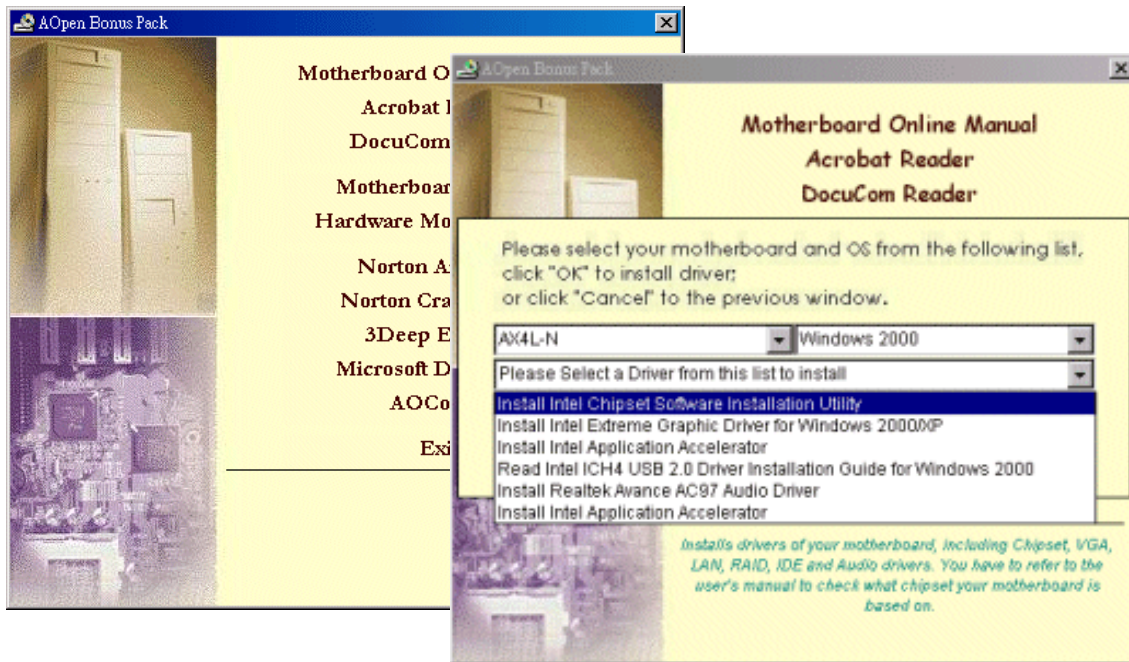 AOpen Bonus Pack
Motherboard O
Acrobat
DocuCom
Motherboar
Hardware Mo
Norton A
Norton Cra
3Deep E
Microsoft D
AOCo
Exi
AOpen Bonus Pack
Motherboard Online Manual
Acrobat Reader
DocuCom Reader
Please select your motherboard and OS from the following list,
click "OK" to install driver;
or click "Cancel" to the previous window.
AX4L-N
Windows 2000
Please Select a Driver from this list to install
Install Intel Chipset Software Installation Utility
Install Intel Extreme Graphic Driver for Windows 2000/XP
Install Intel Application Accelerator
Read Intel ICH4 USB 2.0 Driver Installation Guide for Windows 2000
Install Realtek Avance AC97 Audio Driver
Install Intel Application Accelerator
Installs drivers of your motherboard, including Chipset, VGA,
LAN, RAID, IDE and Audio drivers. You have to refer to the
user's manual to check what chipset your motherboard is
based on.